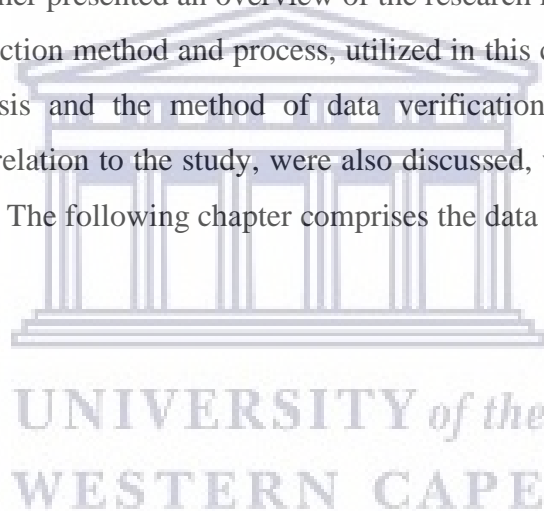 presented an overview of the research
ction method and process, utilized in this c
sis and the method of data verification
relation to the study, were also discussed,
The following chapter comprises the data
UNIVERSITY of the
WESTERN CAPE